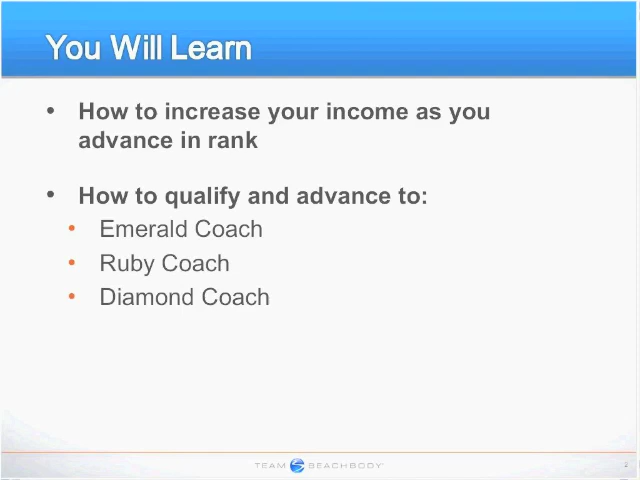 You Will Learn
• How to increase your income as you
advance in rank
• How to qualify and advance to:
• Emerald Coach
• Ruby Coach
• Diamond Coach
TEAM BEACHBODY
2